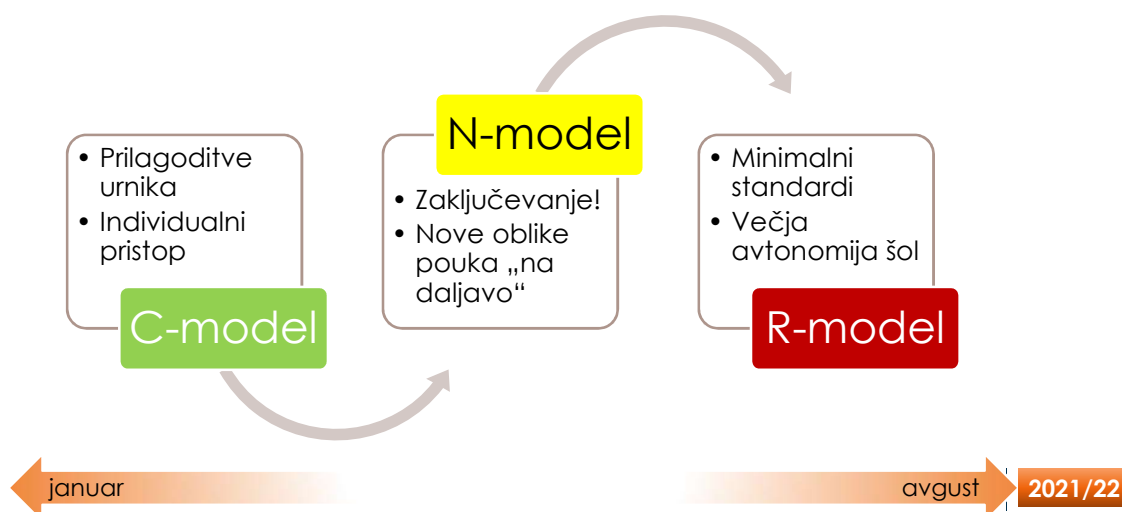 • Prilagoditve
urnika
• Individualni
pristop
C-model
N-model
• Zaključevanje!
• Nove oblike
pouka „na
daljavo“
• Minimalni
standardi
• Večja
avtonomija šol
R-model
januar
avgust
2021/22